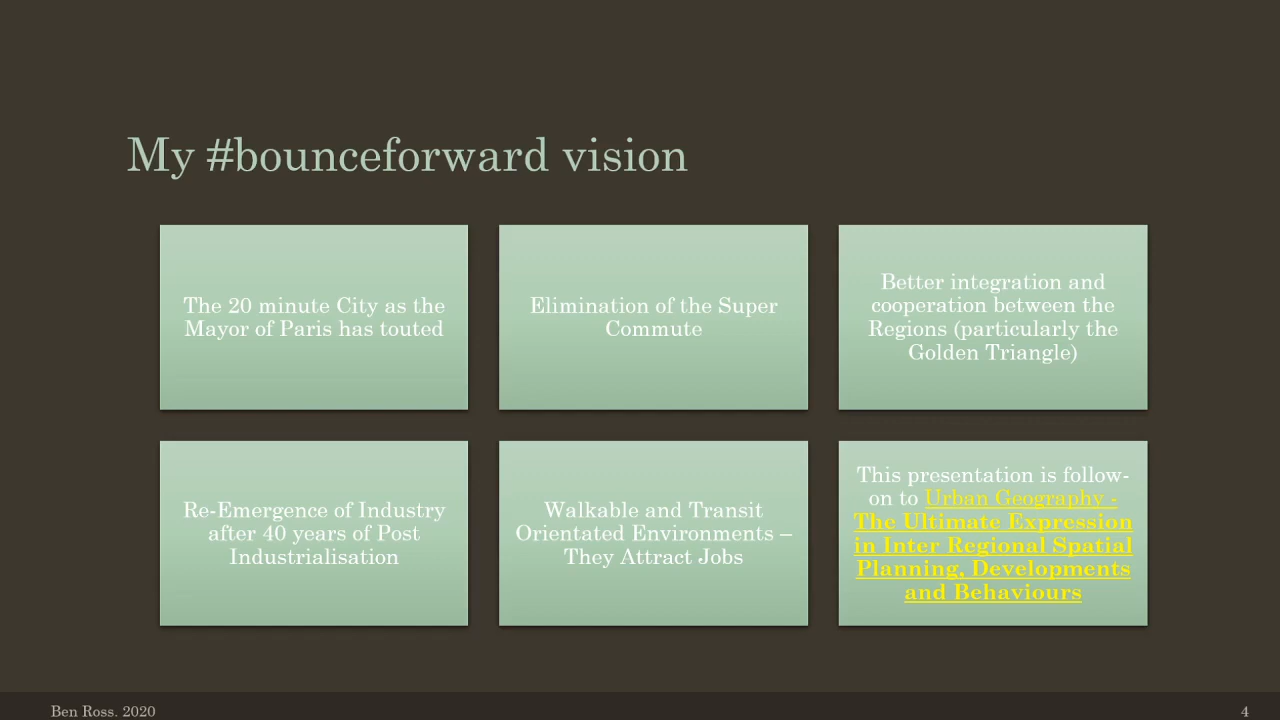 My #bounceforward vision
The 20 minute City as the
Mayor of Paris has touted
Elimination of the Super
Commute
Better integration and
cooperation between the
Regions (particularly the
Golden Triangle)
Re-Emergence of Industry
after 40 years of Post
Industrialisation
Walkable and Transit
Orientated Environments –
They Attract Jobs
This presentation is follow-
on to Urban Geography -
The Ultimate Expression
in Inter Regional Spatial
Planning, Developments
and Behaviours
Ben Ross. 2020
4